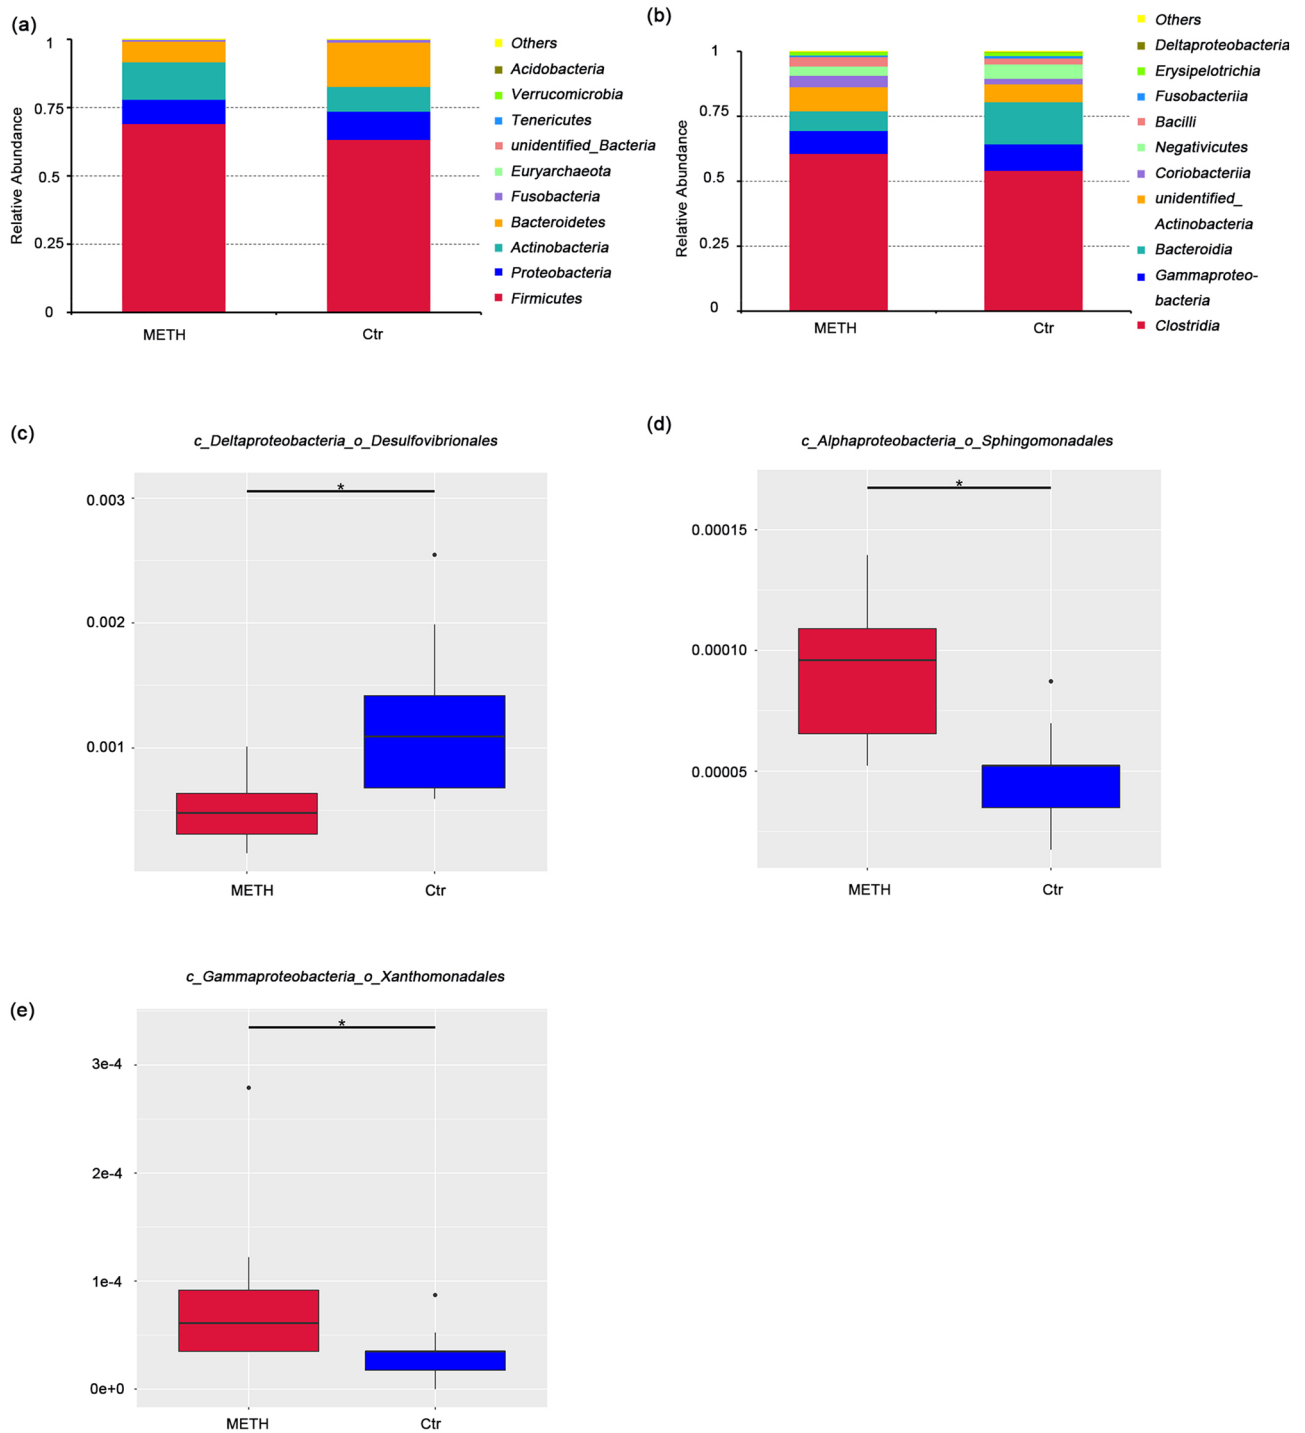 (a)
1
0.75
0.5
0.25
0
Relative Abundance
METH
Ctr
Others
Acidobacteria
Verrucomicrobia
Tenericutes
unidentified_Bacteria
Euryarchaeota
Fusobacteria
Bacteroidetes
Actinobacteria
Proteobacteria
Firmicutes
(b)
1
0.75
0.5
0.25
0
Relative Abundance
METH
Ctr
Others
Deltaproteobacteria
Erysipelotrichia
Fusobacteriia
Bacilli
Negativicutes
Coriobacteriia
unidentified_
Actinobacteria
Bacteroidia
Gammaproteo-
bacteria
Clostridia
(c)
c_Deltaproteobacteria_o_Desulfovibrionales
*
0.003
0.002
0.001
METH
Ctr
(d)
c_Alphaproteobacteria_o_Sphingomonadales
*
0.00015
0.00010
0.00005
METH
Ctr
(e)
c_Gammaproteobacteria_o_Xanthomonadales
*
3e-4
2e-4
1e-4
0e+0
METH
Ctr